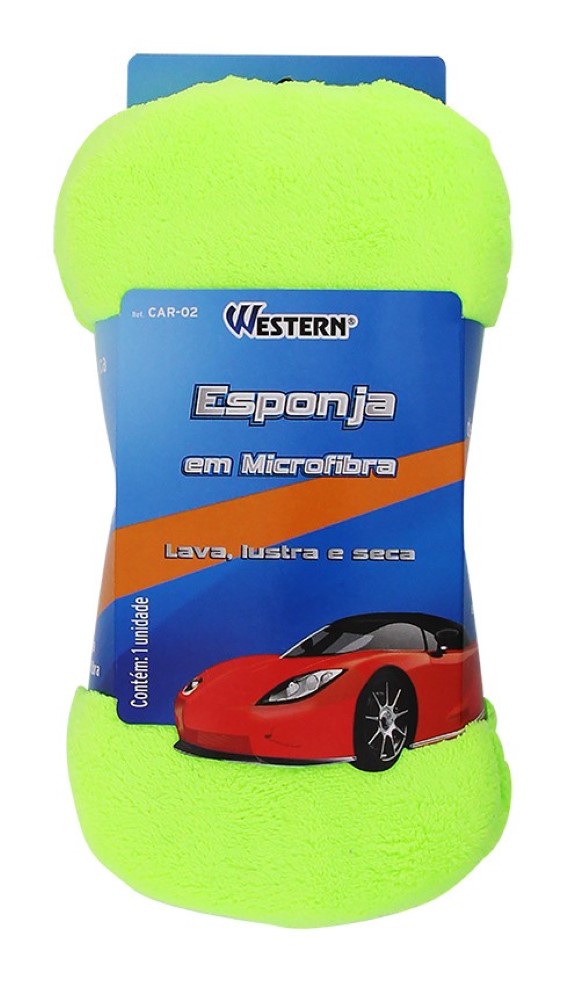 Ref. CAR-02
WESTERN®
Esponja
em Microfibra
Lava, lustra e seca
Contém: 1 unidade